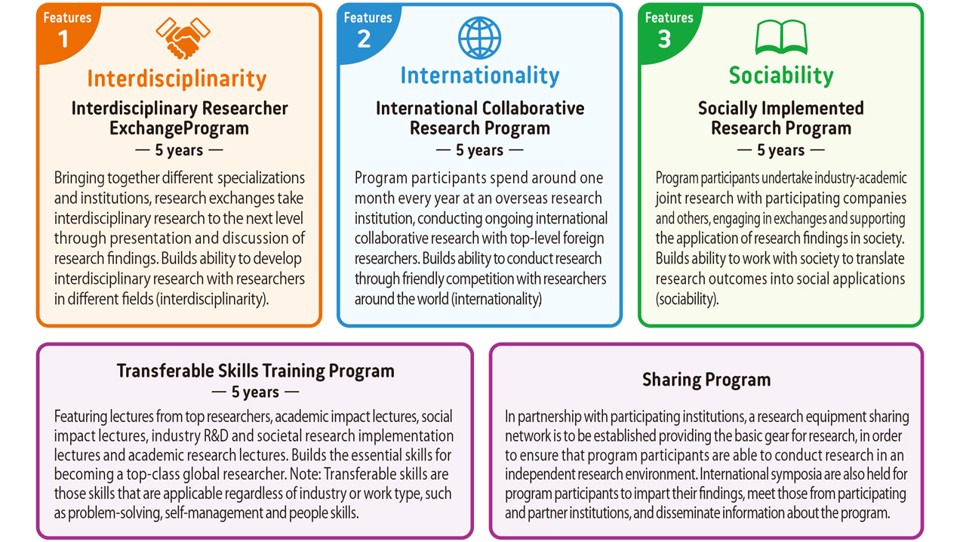 Features
1
Interdisciplinarity
Interdisciplinary Researcher
ExchangeProgram
— 5 years —
Bringing together different specializations
and institutions, research exchanges take
interdisciplinary research to the next level
through presentation and discussion of
research findings. Builds ability to develop
interdisciplinary research with researchers
in different fields (interdisciplinarity).
Features
2
Internationality
International Collaborative
Research Program
— 5 years —
Program participants spend around one
month every year at an overseas research
institution, conducting ongoing international
collaborative research with top-level foreign
researchers. Builds ability to conduct research
through friendly competition with researchers
around the world (internationality)
Features
3
Sociability
Socially Implemented
Research Program
— 5 years —
Program participants undertake industry-academic
joint research with participating companies
and others, engaging in exchanges and supporting
the application of research findings in society.
Builds ability to work with society to translate
research outcomes into social applications
(sociability).
Transferable Skills Training Program
— 5 years —
Featuring lectures from top researchers, academic impact lectures, social
impact lectures, industry R&D and societal research implementation
lectures and academic research lectures. Builds the essential skills for
becoming a top-class global researcher. Note: Transferable skills are
those skills that are applicable regardless of industry or work type, such
as problem-solving, self-management and people skills.
Sharing Program
In partnership with participating institutions, a research equipment sharing
network is to be established providing the basic gear for research, in order
to ensure that program participants are able to conduct research in an
independent research environment. International symposia are also held for
program participants to impart their findings, meet those from participating
and partner institutions, and disseminate information about the program.